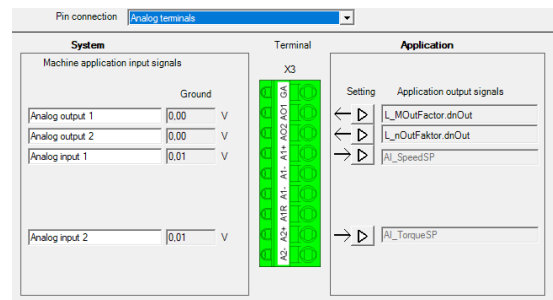 Pin connection Analog terminals
System Terminal Application
Machine application input signals X3
Ground Setting Application output signals
GA
Analog output 1 0,00 V AO1 L_MOutFactor.dnOut
Analog output 2 0,00 V AO2 L_nOutFaktor.dnOut
Analog input 1 0,01 V A1+ AI_SpeedSP
A1-
A1-
A1R
Analog input 2 0,01 V A2+ AI_TorqueSP
A2-